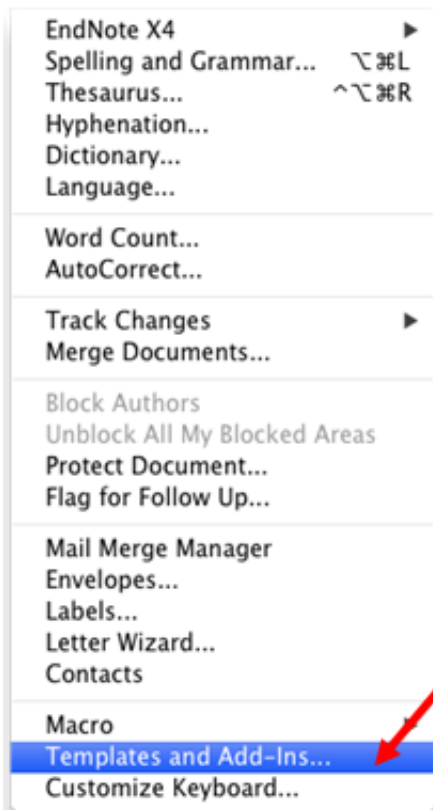 EndNote X4 ▶
Spelling and Grammar... ⌥⌘L
Thesaurus... ^⌥⌘R
Hyphenation...
Dictionary...
Language...
Word Count...
AutoCorrect...
Track Changes ▶
Merge Documents...
Block Authors
Unblock All My Blocked Areas
Protect Document...
Flag for Follow Up...
Mail Merge Manager
Envelopes...
Labels...
Letter Wizard...
Contacts
Macro
Templates and Add-Ins...
Customize Keyboard...